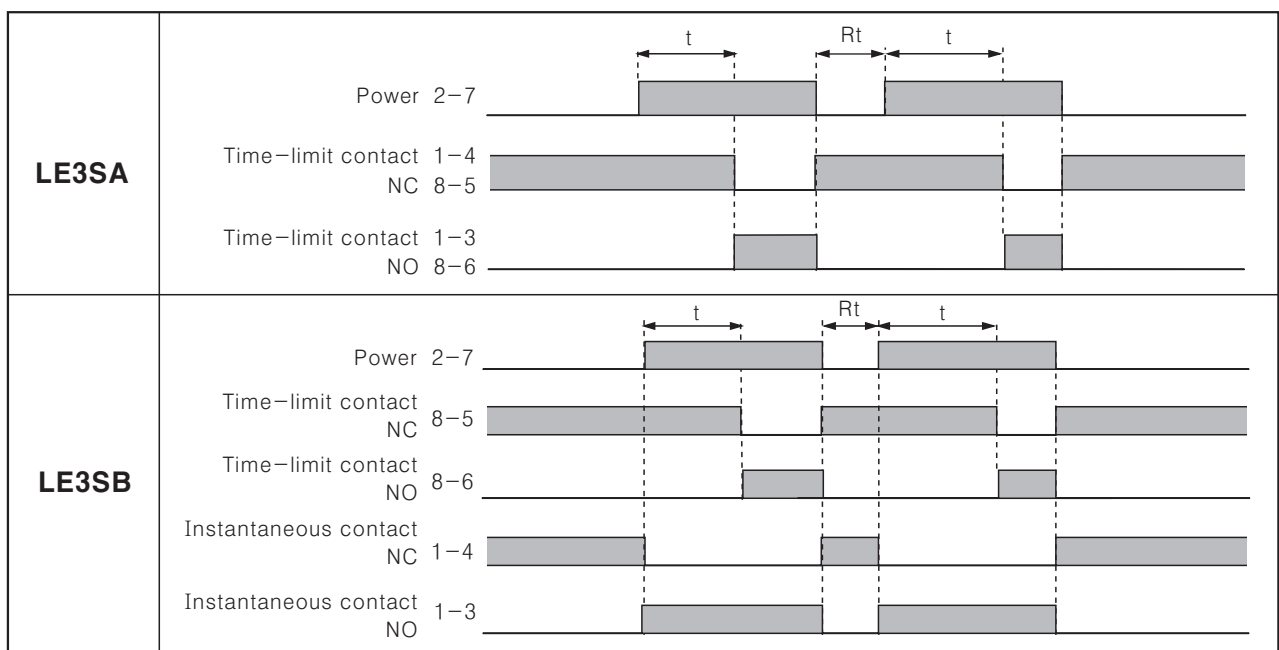 t Rt t
Power 2-7
Time-limit contact 1-4
NC 8-5
LE3SA
Time-limit contact 1-3
NO 8-6
t Rt t
Power 2-7
Time-limit contact
NC 8-5
Time-limit contact
NO 8-6
LE3SB
Instantaneous contact
NC 1-4
Instantaneous contact
NO 1-3